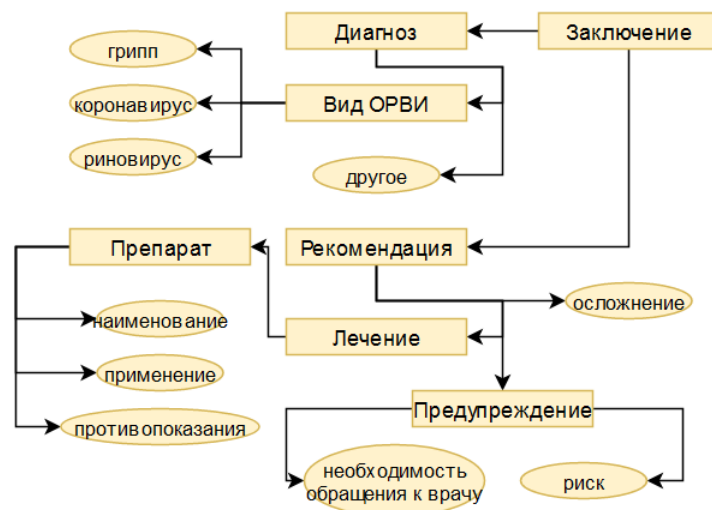 Диагноз
Заключение
грипп
коронавирус
Вид ОРВИ
риновирус
другое
Препарат
Рекомендация
наименование
осложнение
Лечение
применение
Предупреждение
противопоказания
необходимость
обращения к врачу
риск